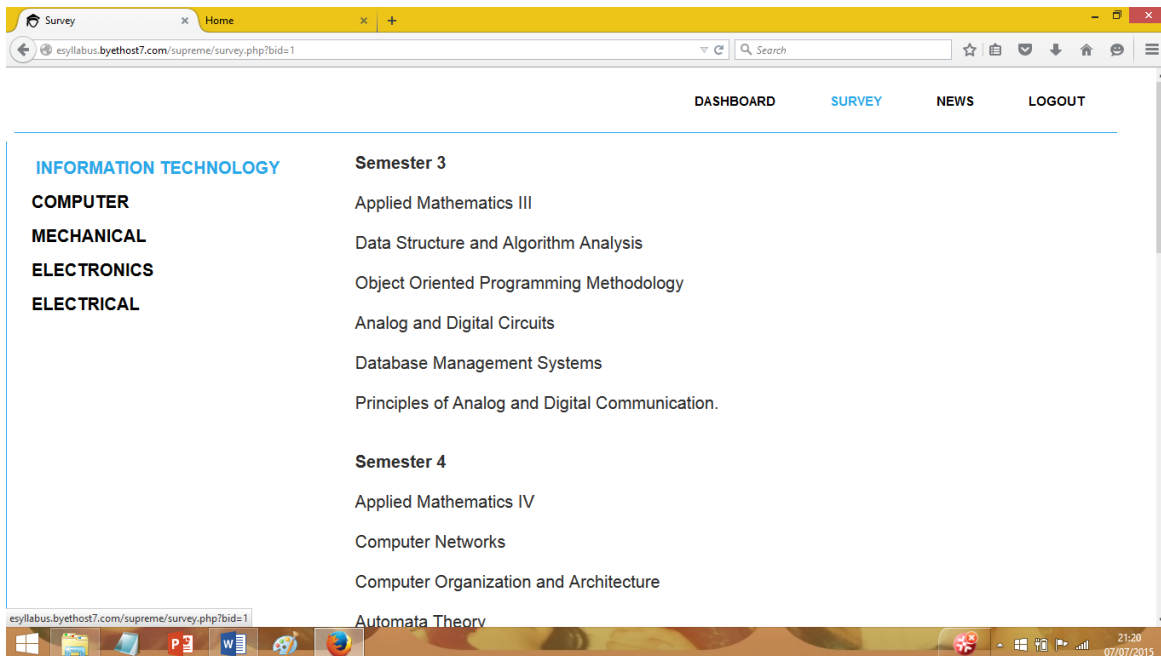 Survey
Home
esyllabus.byethost7.com/supreme/survey.php?bid=1
Search
DASHBOARD SURVEY NEWS LOGOUT
INFORMATION TECHNOLOGY
COMPUTER
MECHANICAL
ELECTRONICS
ELECTRICAL
Semester 3
Applied Mathematics III
Data Structure and Algorithm Analysis
Object Oriented Programming Methodology
Analog and Digital Circuits
Database Management Systems
Principles of Analog and Digital Communication.
Semester 4
Applied Mathematics IV
Computer Networks
Computer Organization and Architecture
Automata Theory
esyllabus.byethost7.com/supreme/survey.php?bid=1
21:20
07/07/2015